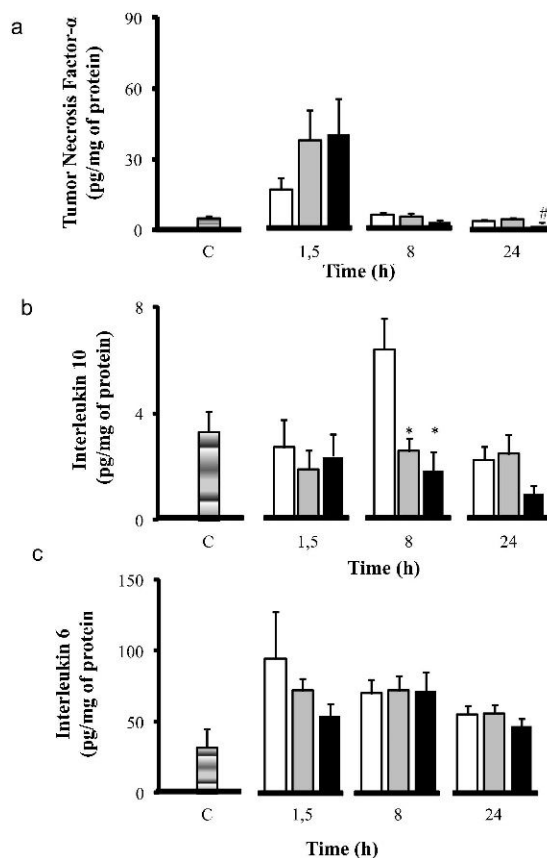 a
Tumor Necrosis Factor-α
(pg/mg of protein)
90
60
30
0
#
C
1,5
8
24
Time (h)
b
Interleukin 10
(pg/mg of protein)
8
4
0
*
*
C
1,5
8
24
Time (h)
c
Interleukin 6
(pg/mg of protein
150
100
50
0
C
1,5
8
24
Time (h)